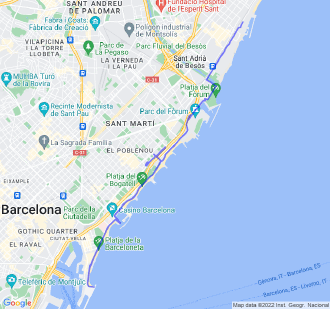 SANT ANDREU
DE PALOMAR
Fundació Hospital
de l'Esperit Sant
Fabra i Coats:
Fàbrica de Creació
Polígon industrial
de Montsolís
VILAPICINA
I LA TORRE
LLOBETA
Parc de
La Pegaso
Parc Fluvial del Besòs
LA VERNEDA
I LA PAU
Sant Adrià
de Besòs
MUHBA Turó
de la Rovira
C-31
Platja del
Fòrum
Recinte Modernista
de Sant Pau
Parc del Fòrum
SANT MARTÍ
La Sagrada Família
C-31
EL POBLENOU
EIXAMPLE
Platja del
Bogatell
Barcelona
Parc de la
Ciutadella
Casino Barcelona
GOTHIC QUARTER
CIUTAT VELLA
EL RAVAL
Platja de la
Barceloneta
Telefèric de Montjuïc
Genova, IT - Barcelona, ES
Barcelona, ES - Livorno, IT
Google
Map data ©2022 Inst. Geogr. Nacional